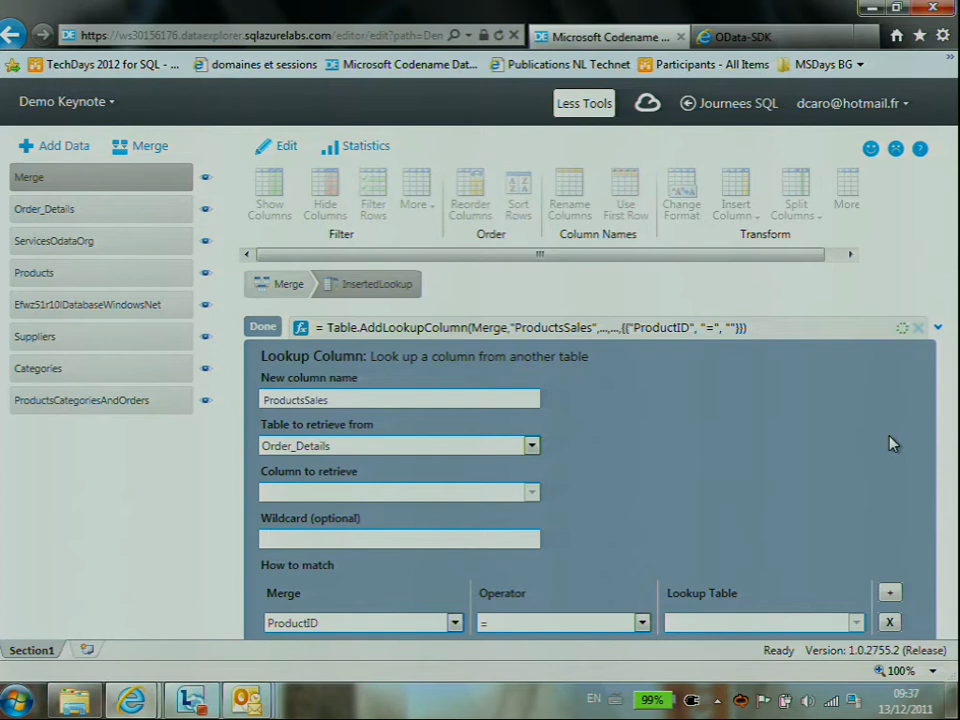 https://ws30156176.dataexplorer.sqlazurelabs.com/editor/edit?path=Den
Microsoft Codename ...
OData-SDK
TechDays 2012 for SQL - ...
domaines et sessions
Microsoft Codename Dat...
Publications NL Technet
Participants - All Items
MSDays BG
Demo Keynote
Less Tools
Journees SQL
dcaro@hotmail.fr
Add Data
Merge
Edit
Statistics
Merge
Order_Details
ServicesOdataOrg
Products
Efwz51r10lDatabaseWindowsNet
Suppliers
Categories
ProductsCategoriesAndOrders
Show Columns
Hide Columns
Filter Rows
More
Reorder Columns
Sort Rows
Rename Columns
Use First Row
Change Format
Insert Column
Split Columns
More
Filter
Order
Column Names
Transform
Merge
InsertedLookup
Done
fx
= Table.AddLookupColumn(Merge,"ProductsSales",...,...,{{"ProductID", "=", ""}})
Lookup Column: Look up a column from another table
New column name
ProductsSales
Table to retrieve from
Order_Details
Column to retrieve
Wildcard (optional)
How to match
Merge
Operator
Lookup Table
+
ProductID
=
X
Section1
Ready
Version: 1.0.2755.2 (Release)
100%
EN
99%
09:37
13/12/2011